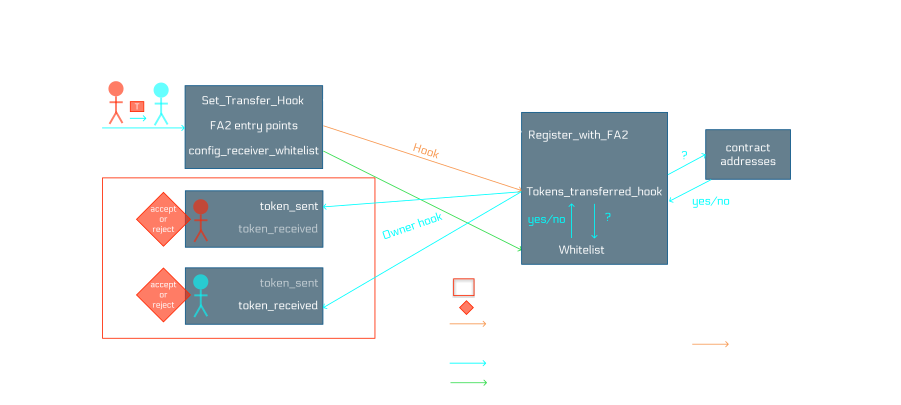 T
Set_Transfer_Hook
FA2 entry points
config_receiver_whitelist
Hook
Register_with_FA2
Tokens_transferred_hook
yes/no
?
Whitelist
?
contract
addresses
yes/no
accept
or
reject
token_sent
token_received
Owner hook
accept
or
reject
token_sent
token_received